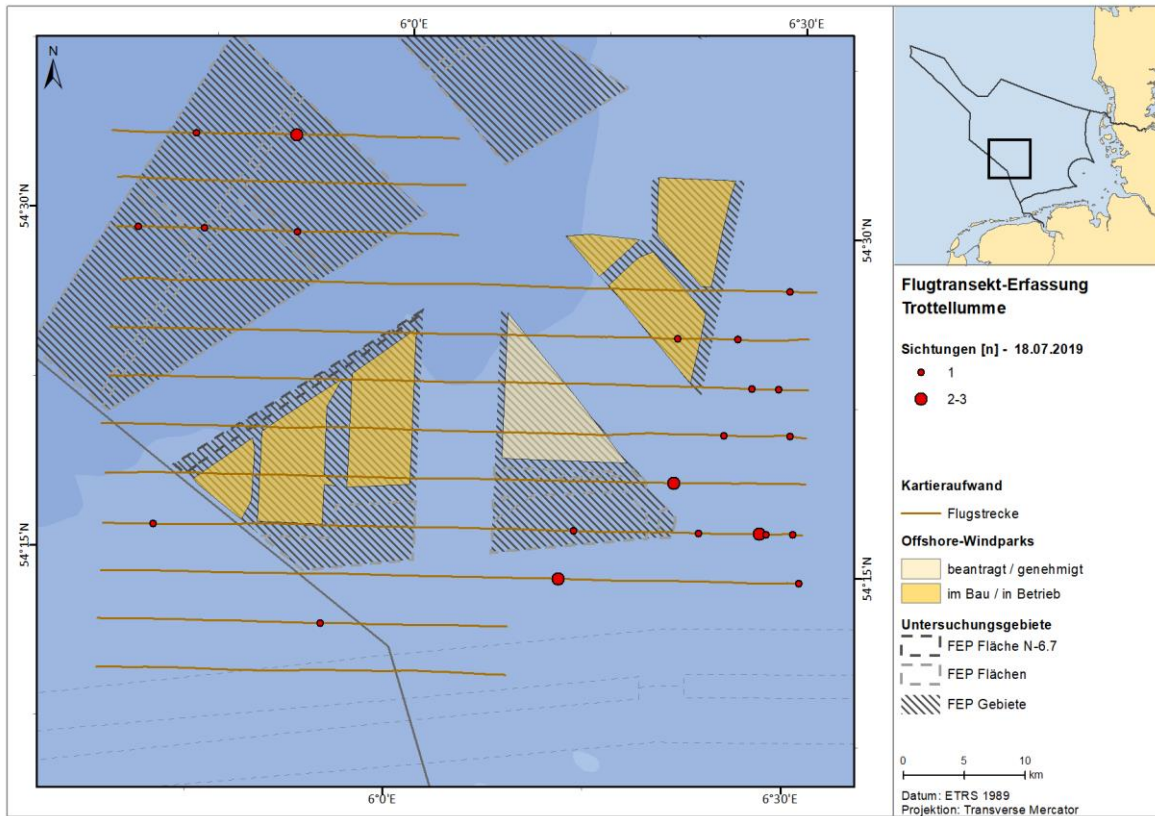 6°0'E
6°30'E
N
54°30'N
54°30'N
54°15'N
54°15'N
6°0'E
6°30'E
Flugtransekt-Erfassung
Trottellumme
Sichtungen [n] - 18.07.2019
1
2-3
Kartieraufwand
Flugstrecke
Offshore-Windparks
beantragt / genehmigt
im Bau / in Betrieb
Untersuchungsgebiete
FEP Fläche N-6.7
FEP Flächen
FEP Gebiete
0 5 10
km
Datum: ETRS 1989
Projektion: Transverse Mercator